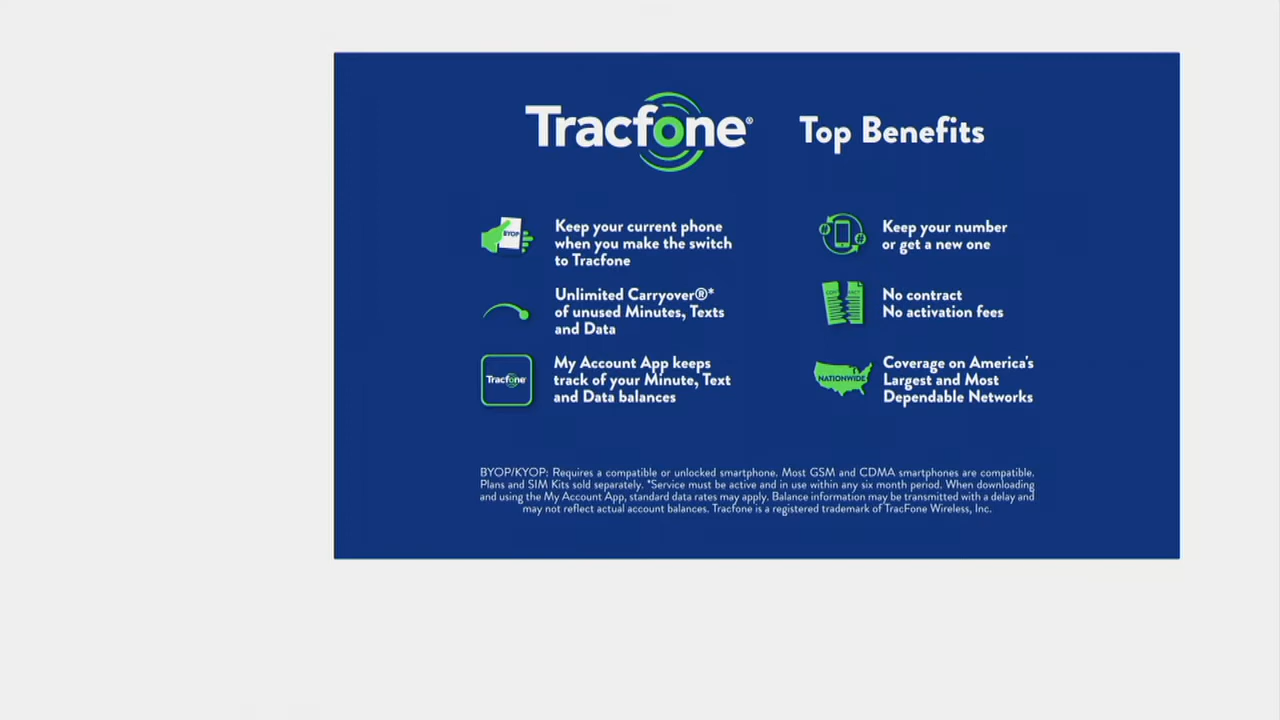 Tracfone®
Top Benefits
BYOP
Keep your current phone
when you make the switch
to Tracfone
Keep your number
or get a new one
#
#
Unlimited Carryover®*
of unused Minutes, Texts
and Data
No contract
No activation fees
Tracfone
My Account App keeps
track of your Minute, Text
and Data balances
NATIONWIDE
Coverage on America's
Largest and Most
Dependable Networks
BYOP/KYOP: Requires a compatible or unlocked smartphone. Most GSM and CDMA smartphones are compatible.
Plans and SIM Kits sold separately. *Service must be active and in use within any six month period. When downloading
and using the My Account App, standard data rates may apply. Balance information may be transmitted with a delay and
may not reflect actual account balances. Tracfone is a registered trademark of TracFone Wireless, Inc.